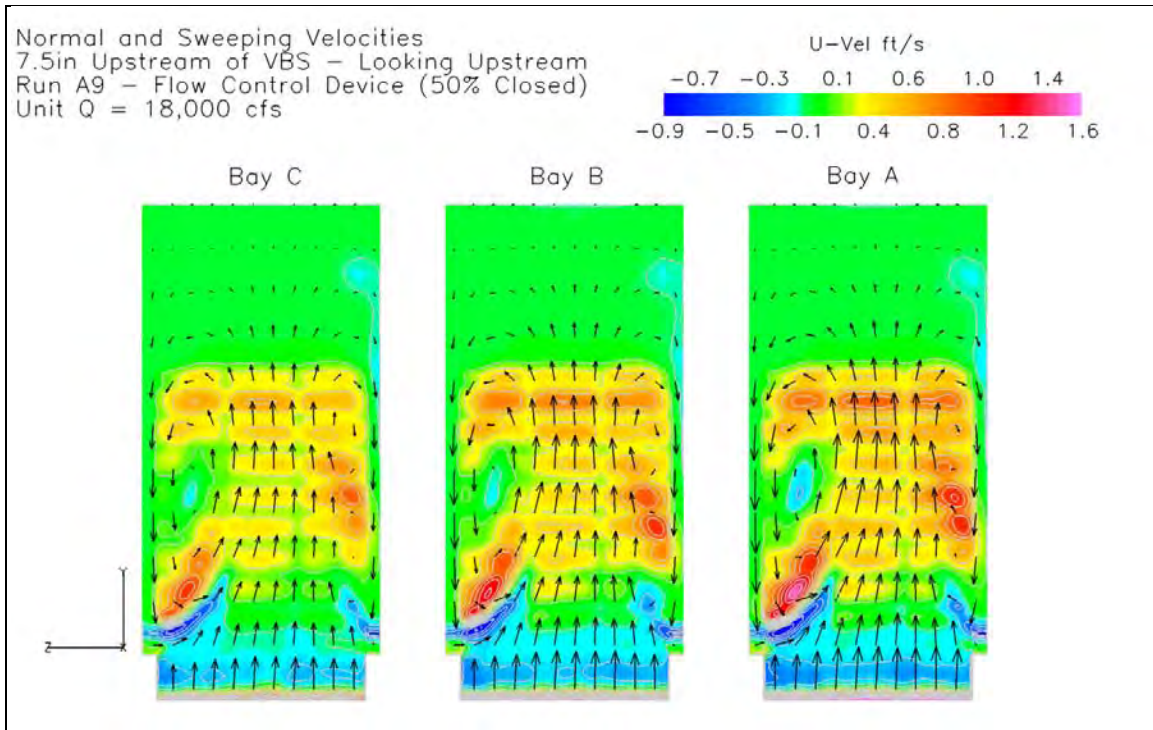 Normal and Sweeping Velocities
7.5in Upstream of VBS – Looking Upstream
Run A9 – Flow Control Device (50% Closed)
Unit Q = 18,000 cfs
U-Vel ft/s
-0.7 -0.3 0.1 0.6 1.0 1.4
-0.9 -0.5 -0.1 0.4 0.8 1.2 1.6
Bay C Bay B Bay A
Y
Z X